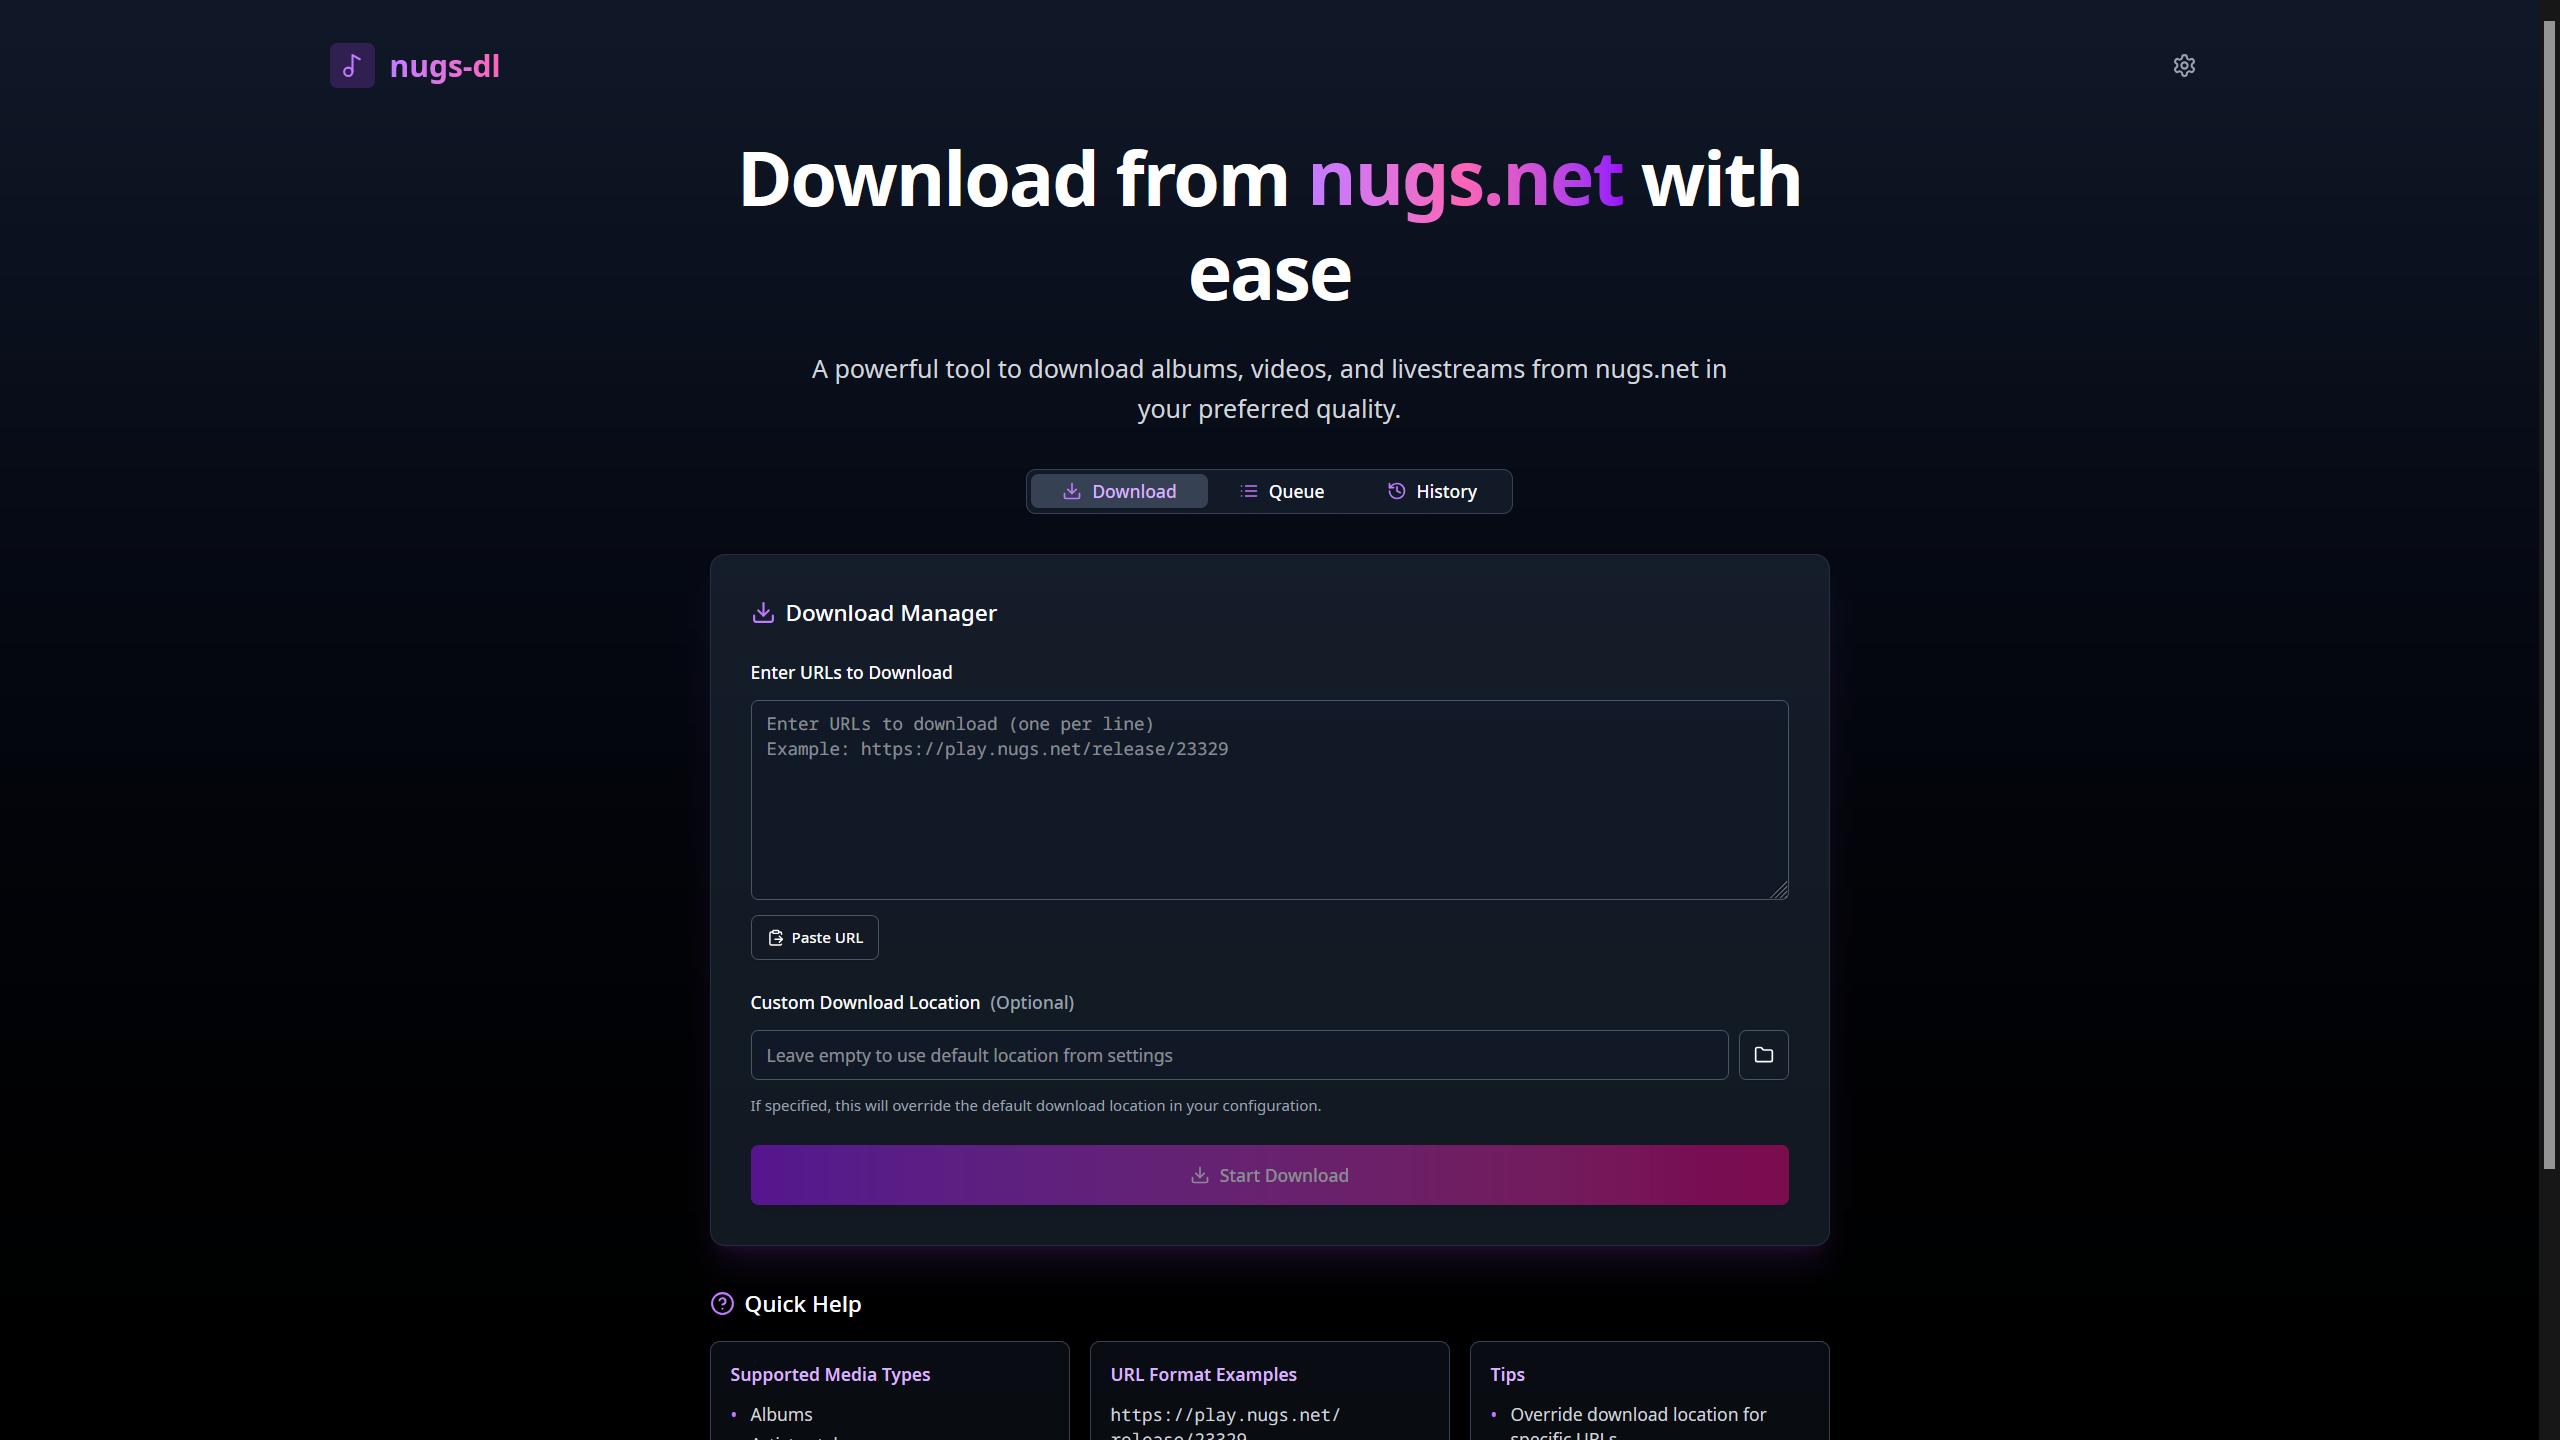 nugs-dl
Download from nugs.net with
ease
A powerful tool to download albums, videos, and livestreams from nugs.net in
your preferred quality.
Download
Queue
History
Download Manager
Enter URLs to Download
Enter URLs to download (one per line)
Example: https://play.nugs.net/release/23329
Paste URL
Custom Download Location (Optional)
Leave empty to use default location from settings
If specified, this will override the default download location in your configuration.
Start Download
Quick Help
Supported Media Types
• Albums
URL Format Examples
https://play.nugs.net/
release/23329
Tips
• Override download location for
specific URLs